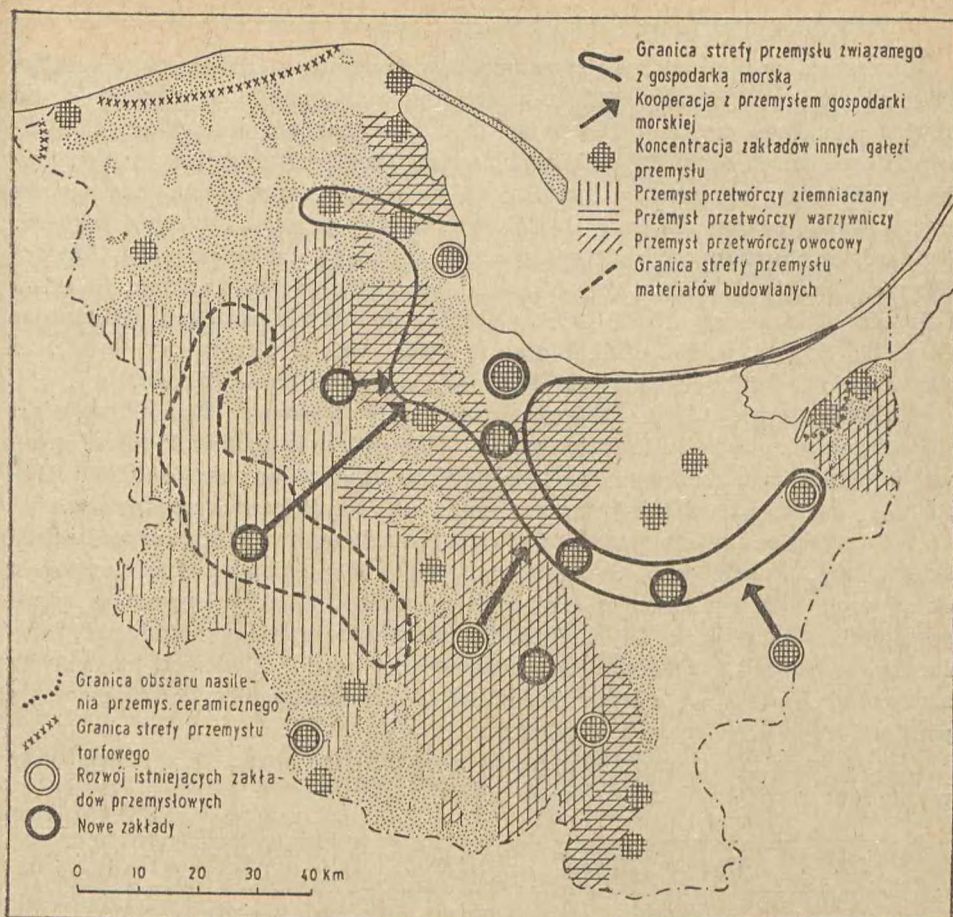 Granica strefy przemysłu związanego
z gospodarką morską
Kooperacja z przemysłem gospodarki
morskiej
Koncentracja zakładów innych gałęzi
przemysłu
Przemysł przetwórczy ziemniaczany
Przemysł przetwórczy warzywniczy
Przemysł przetwórczy owocowy
Granica strefy przemysłu
materiałów budowlanych
Granica obszaru nasile-
nia przemys. ceramicznego
Granica strefy przemysłu
torfowego
Rozwój istniejących zakła-
dów przemysłowych
Nowe zakłady
0 10 20 30 40 Km